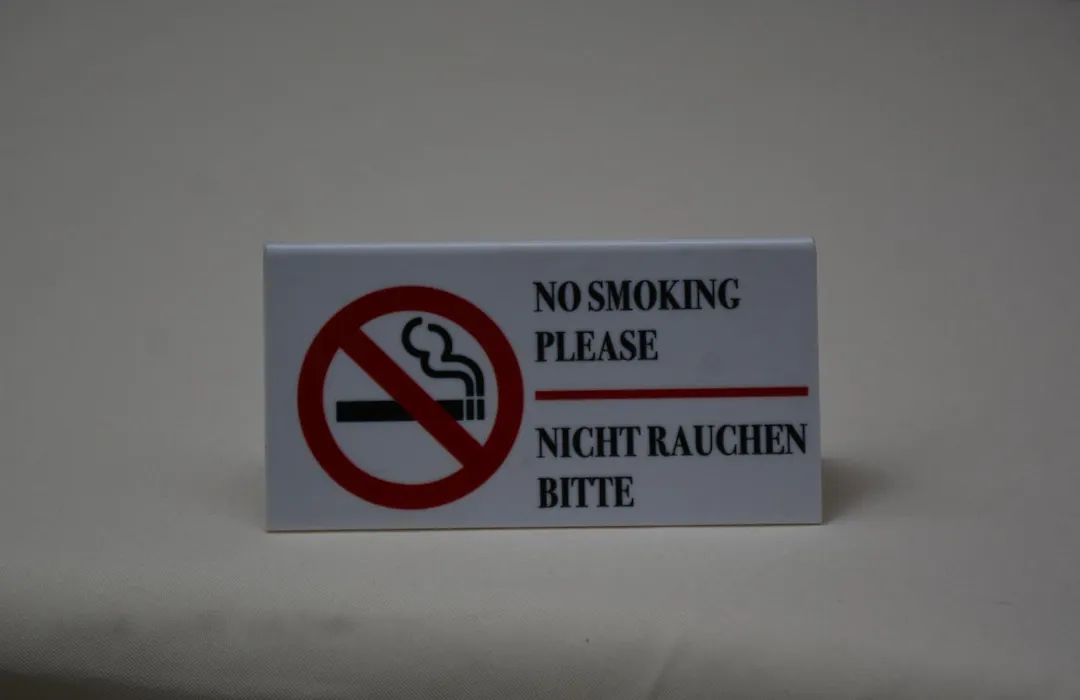 NO SMOKING
PLEASE
NICHT RAUCHEN
BITTE